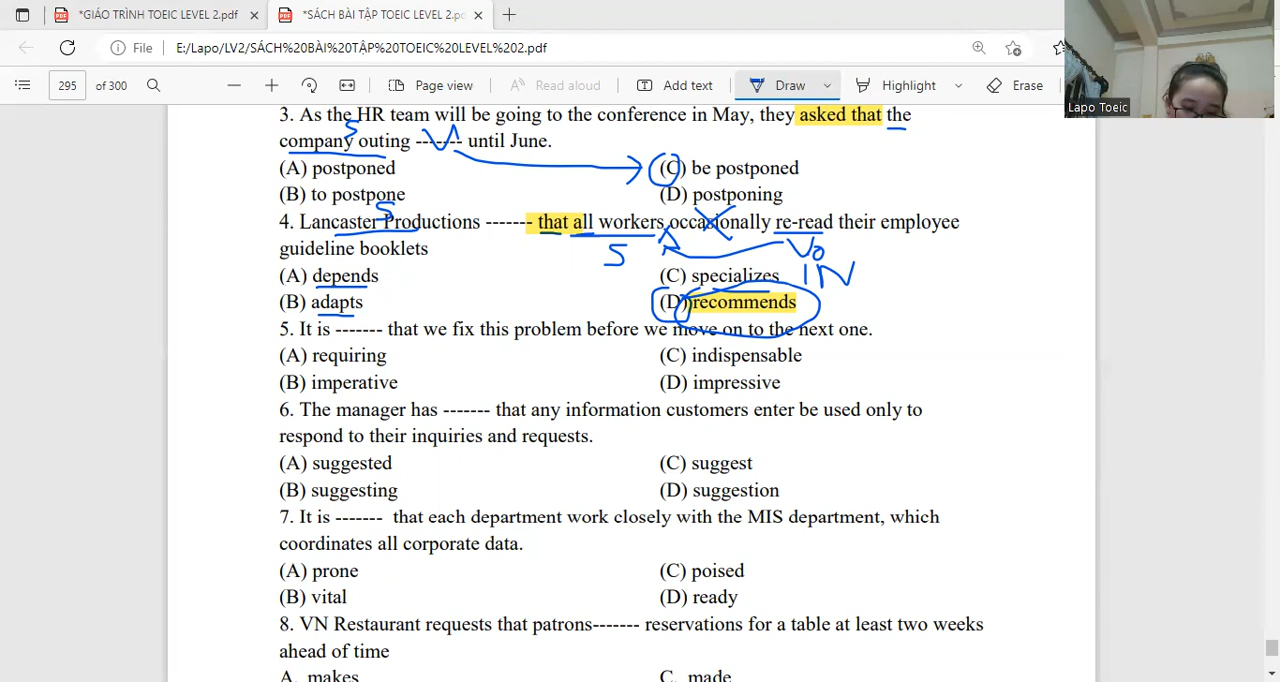 *GIÁO TRÌNH TOEIC LEVEL 2.pdf
*SÁCH BÀI TẬP TOEIC LEVEL 2.pd
File
E:/Lapo/LV2/SÁCH%20BÀI%20TẬP%20TOEIC%20LEVEL%202.pdf
295 of 300
Page view
Read aloud
Add text
Draw
Highlight
Erase
Lapo Toeic
3. As the HR team will be going to the conference in May, they asked that the
S V
company outing ------- until June.
(A) postponed (C) be postponed
(B) to postpone (D) postponing
S
4. Lancaster Productions ------- that all workers occasionally re-read their employee
S Vo
guideline booklets
(A) depends (C) specializes IN
(B) adapts (D) recommends
5. It is ------- that we fix this problem before we move on to the next one.
(A) requiring (C) indispensable
(B) imperative (D) impressive
6. The manager has ------- that any information customers enter be used only to
respond to their inquiries and requests.
(A) suggested (C) suggest
(B) suggesting (D) suggestion
7. It is ------- that each department work closely with the MIS department, which
coordinates all corporate data.
(A) prone (C) poised
(B) vital (D) ready
8. VN Restaurant requests that patrons------- reservations for a table at least two weeks
ahead of time
A. makes C. made